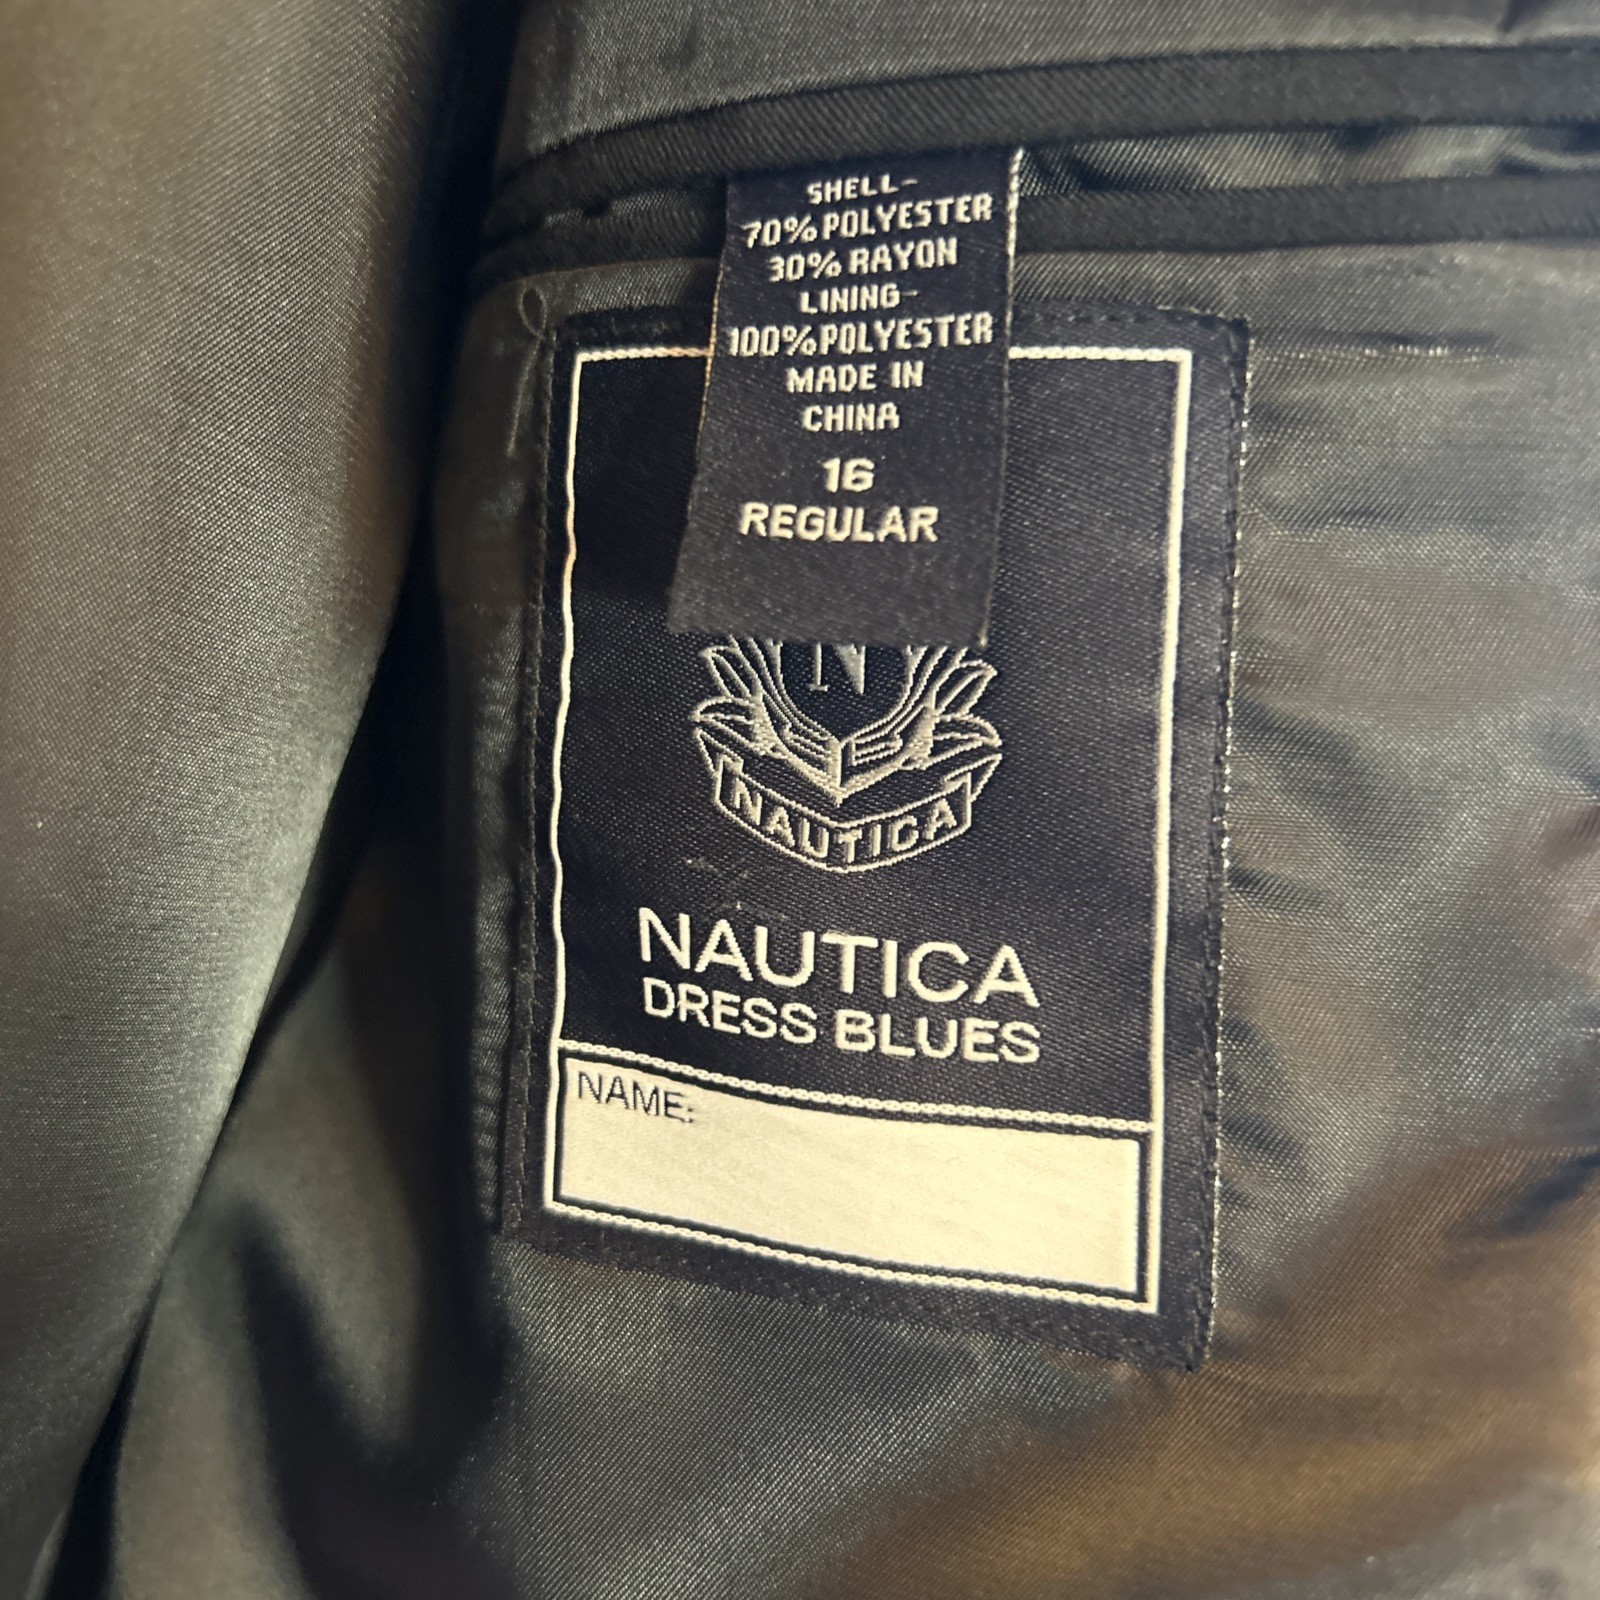 SHELL-
70% POLYESTER
30% RAYON
LINING-
100% POLYESTER
MADE IN
CHINA
16
REGULAR
N
NAUTICA
NAUTICA
DRESS BLUES
NAME: